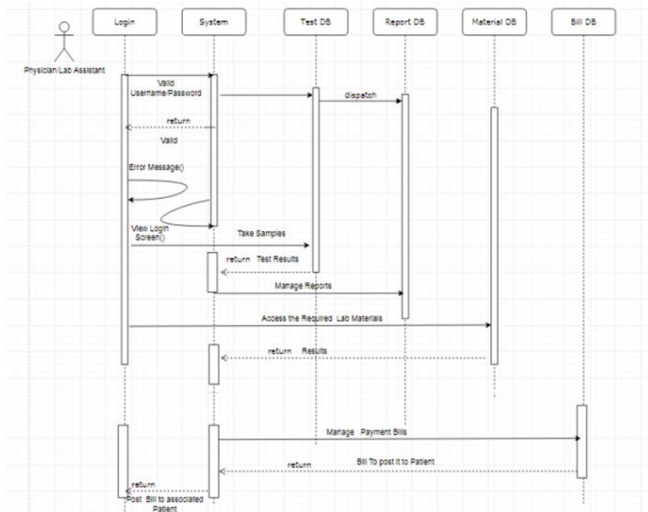 Login
System
Test DB
Report DB
Material DB
Bill DB
Physician/Lab Assistant
Valid
Username/Password
dispatch
return
Valid
Error Message()
View Login
Screen()
Take Samples
return Test Results
Manage Reports
Access the Required Lab Materials
return Results
Manage Payment Bills
return
Bill To post it to Patient
return
Post Bill to associated
Patient